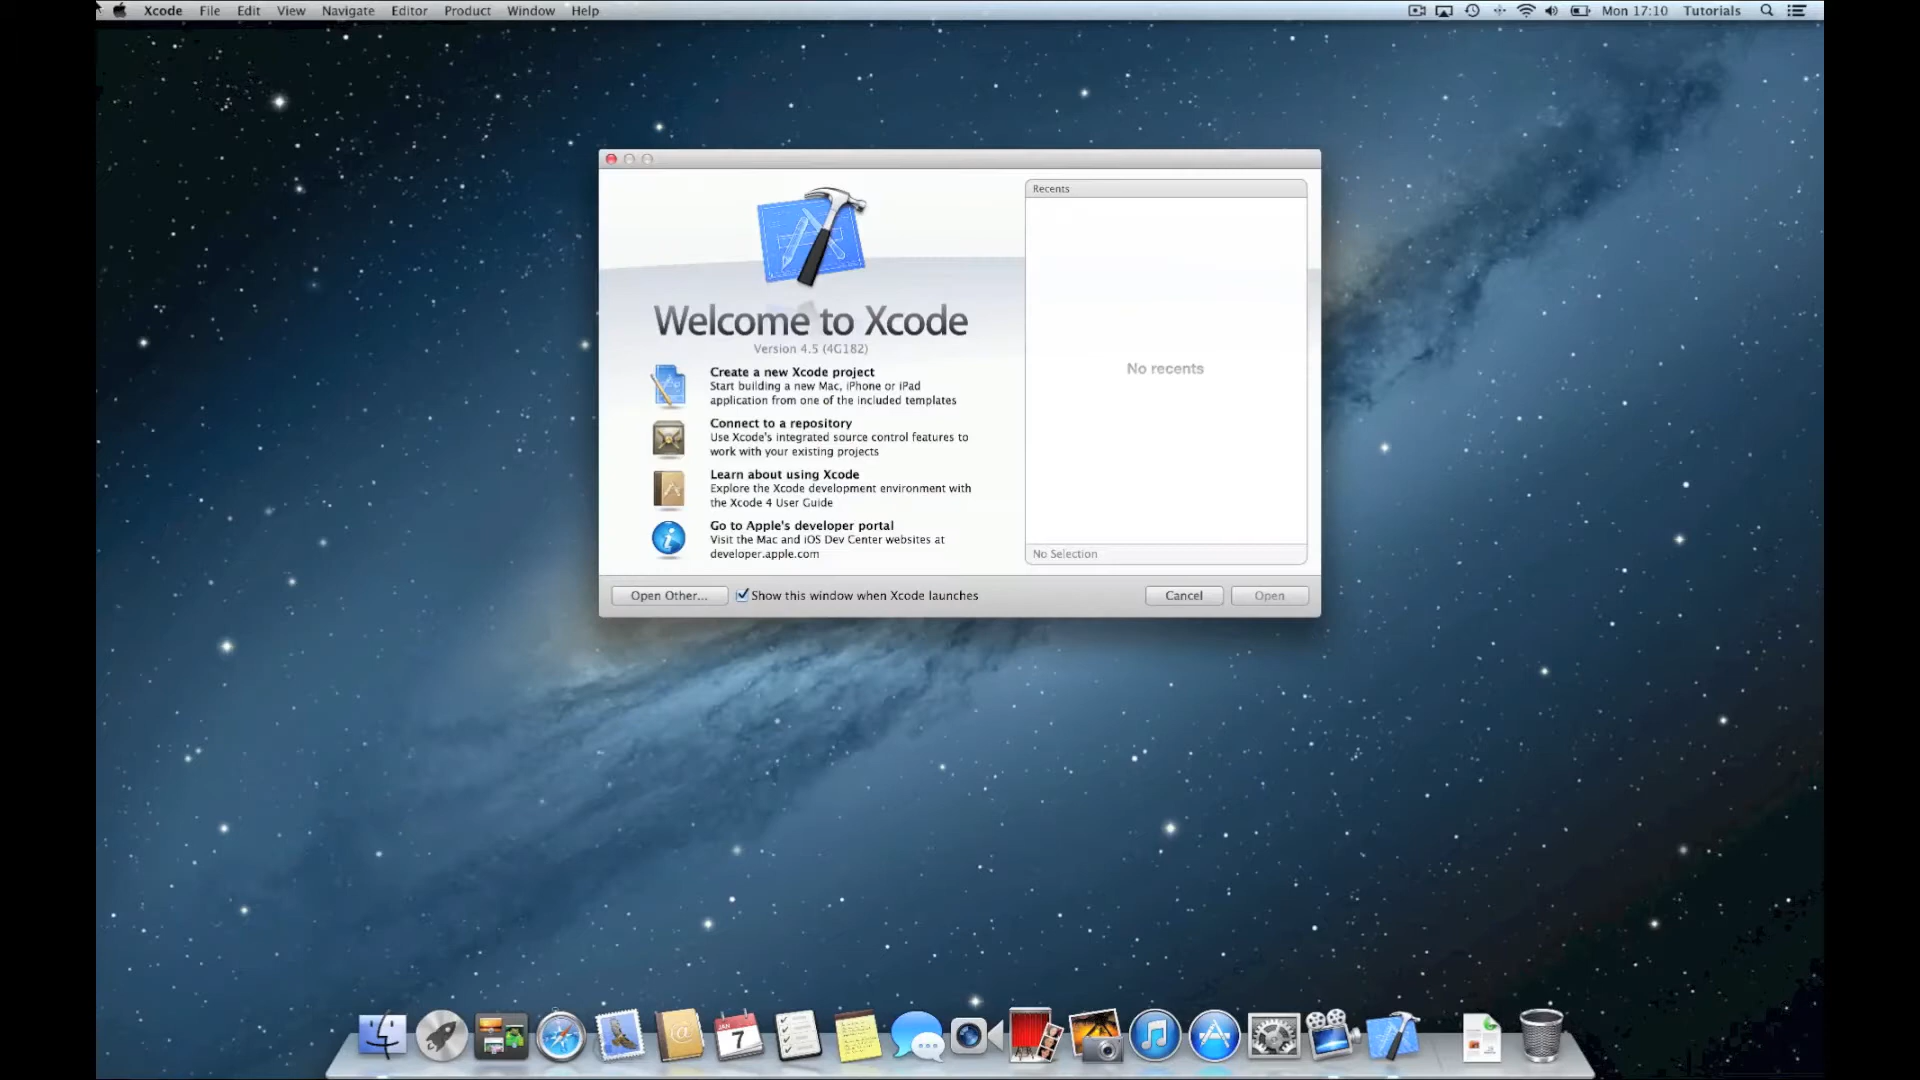 Xcode File Edit View Navigate Editor Product Window Help
Mon 17:10 Tutorials
Recents
Welcome to Xcode
Version 4.5 (4G182)
Create a new Xcode project
Start building a new Mac, iPhone or iPad
application from one of the included templates
Connect to a repository
Use Xcode's integrated source control features to
work with your existing projects
Learn about using Xcode
Explore the Xcode development environment with
the Xcode 4 User Guide
Go to Apple's developer portal
Visit the Mac and iOS Dev Center websites at
developer.apple.com
No recents
No Selection
Open Other... Show this window when Xcode launches Cancel Open
JAN
7